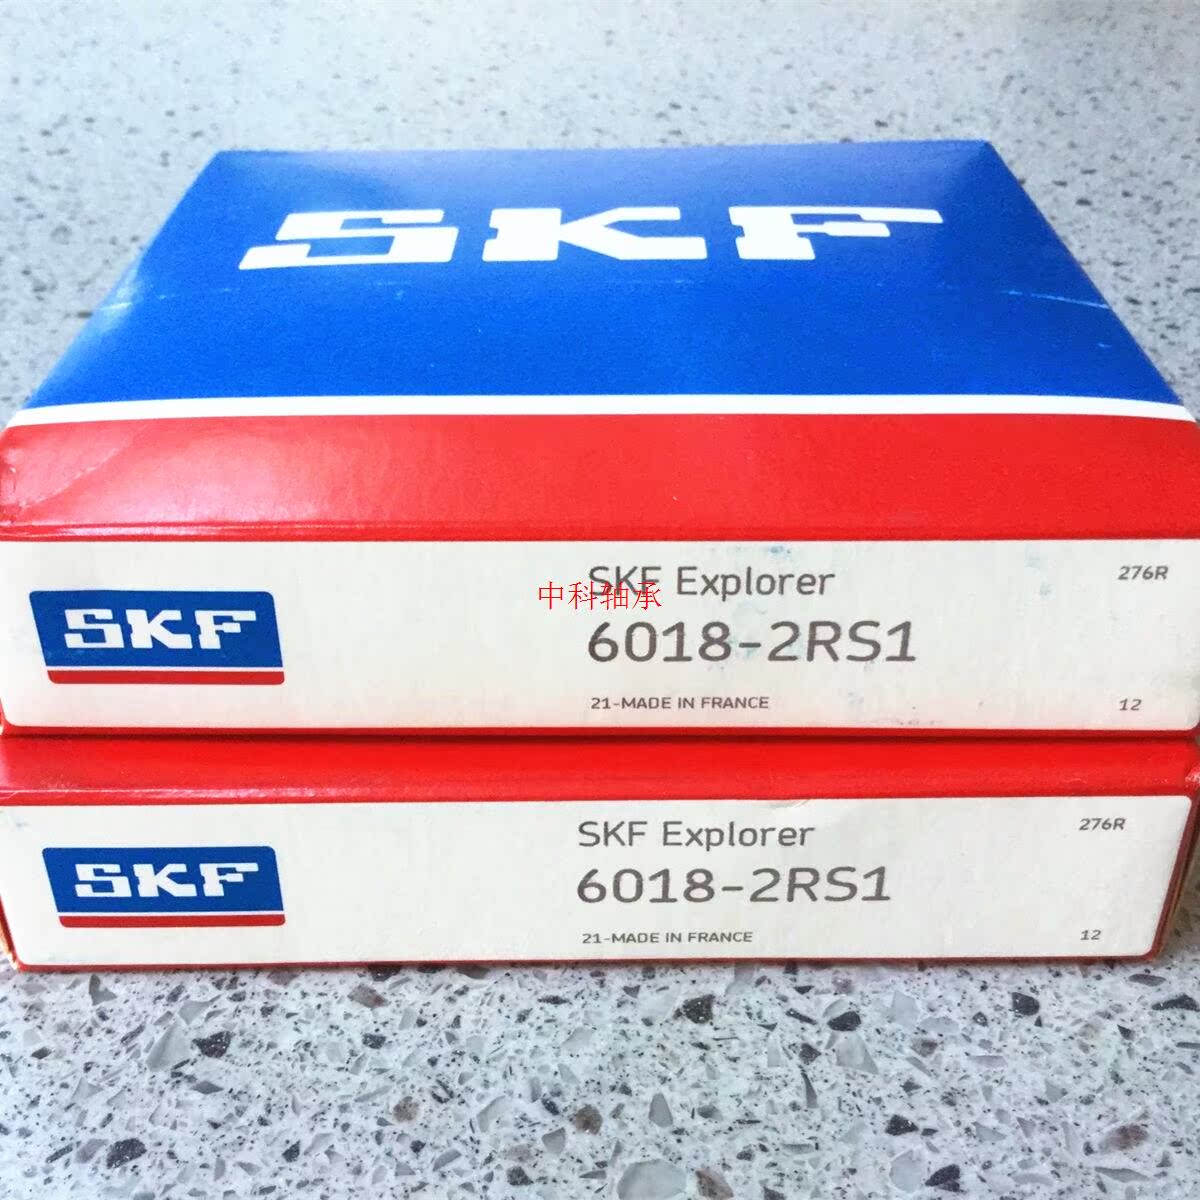 SKF
SKF
SKF Explorer
276R
中科轴承
6018-2RS1
21-MADE IN FRANCE
12
SKF
SKF Explorer
276R
6018-2RS1
21-MADE IN FRANCE
12